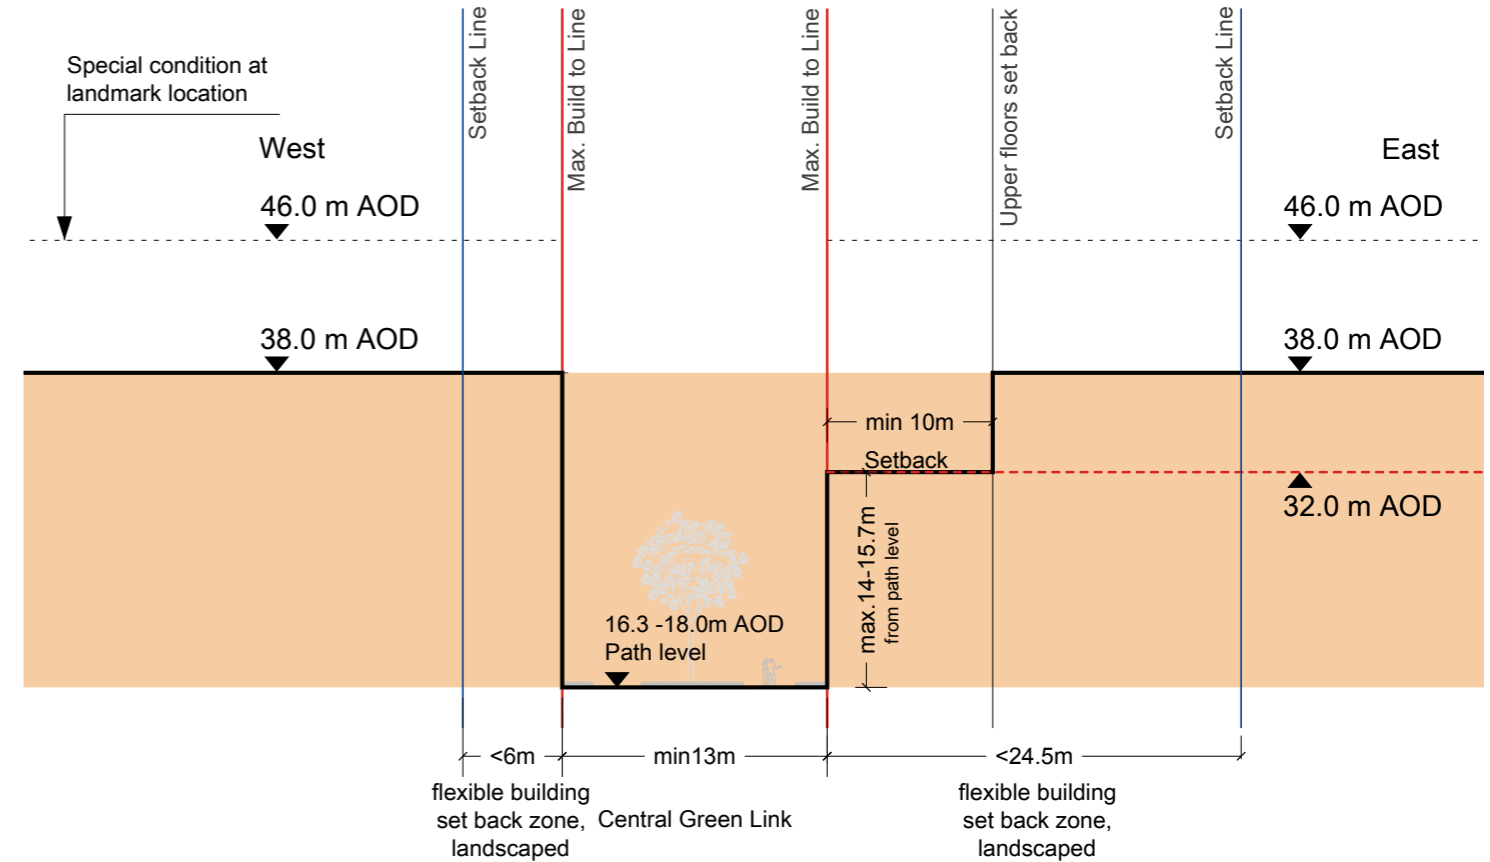 Setback Line
Max. Build to Line
Max. Build to Line
Upper floors set back
Setback Line
Special condition at
landmark location
West
East
46.0 m AOD
46.0 m AOD
38.0 m AOD
38.0 m AOD
min 10m
Setback
32.0 m AOD
max.14-15.7m
from path level
16.3 -18.0m AOD
Path level
<6m
min13m
<24.5m
flexible building
set back zone,
landscaped
Central Green Link
flexible building
set back zone,
landscaped